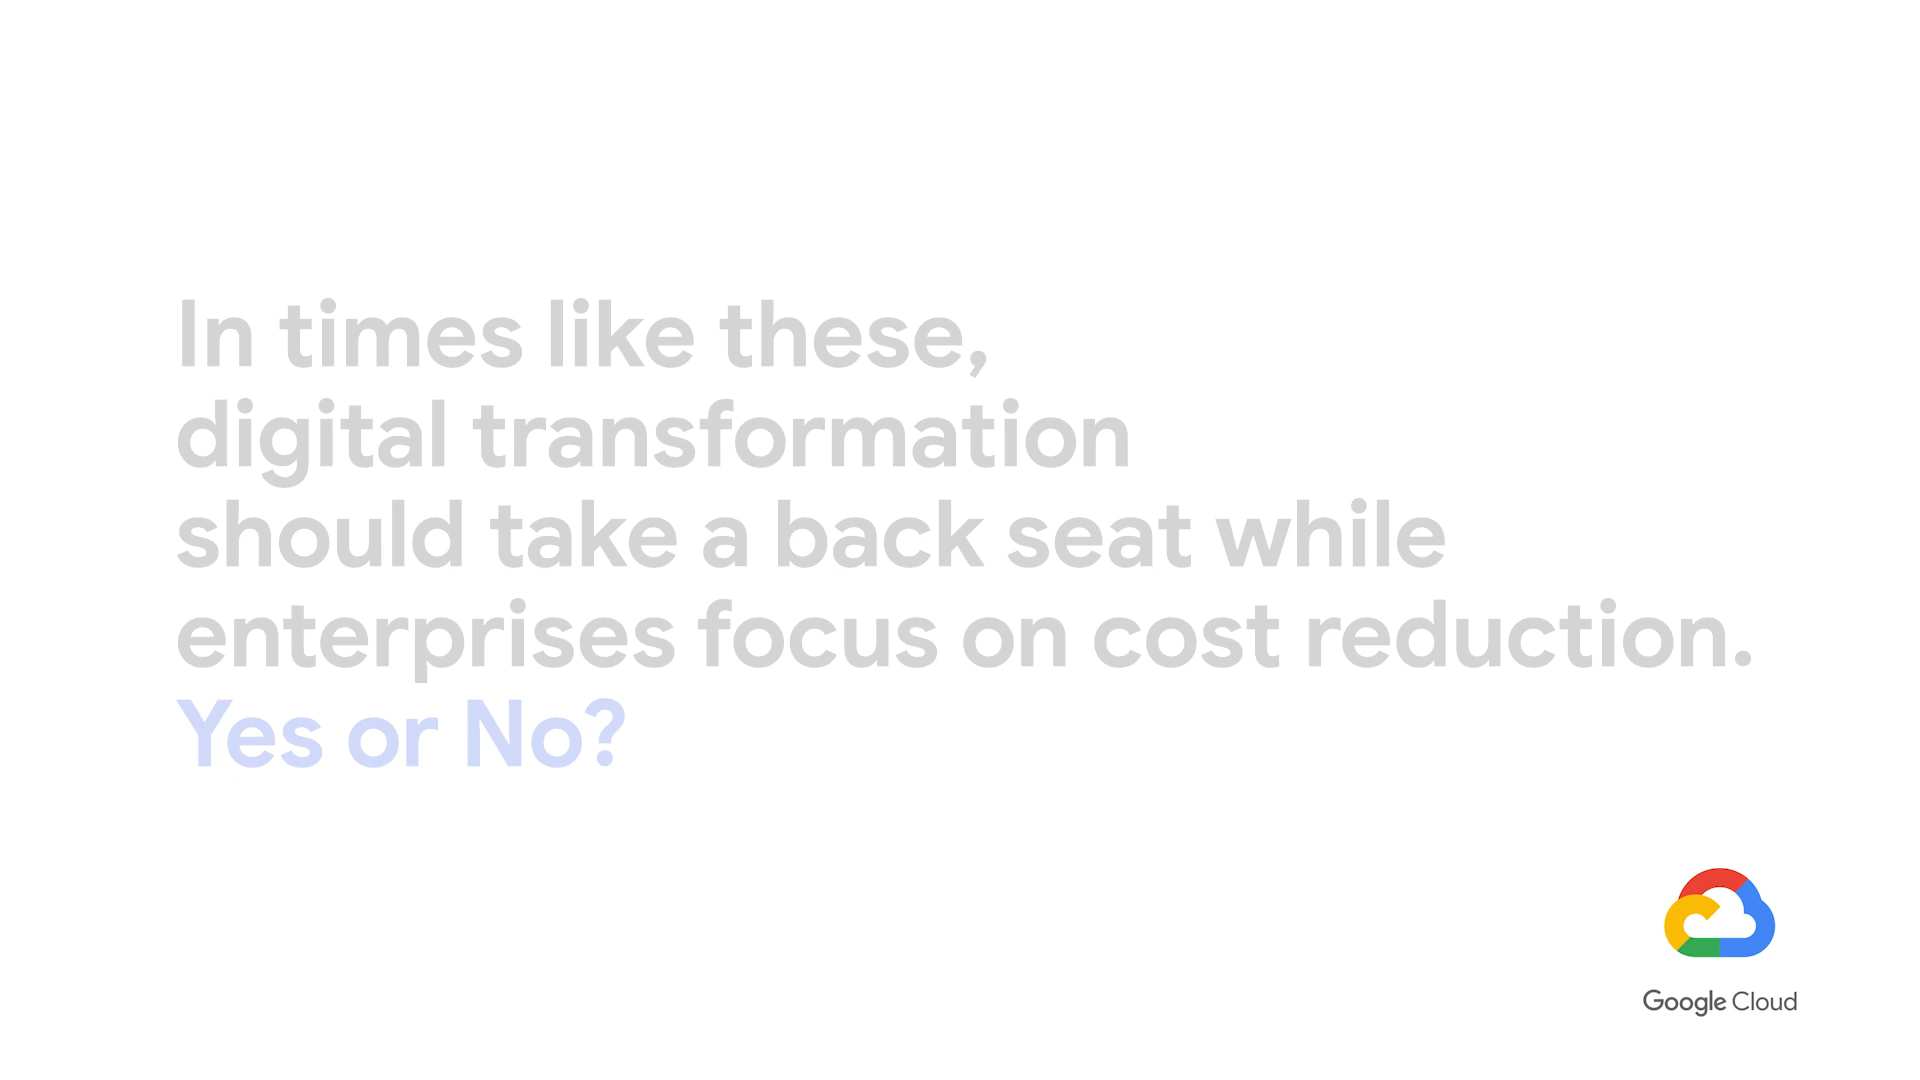 In times like these,
digital transformation
should take a back seat while
enterprises focus on cost reduction.
Yes or No?
Google Cloud